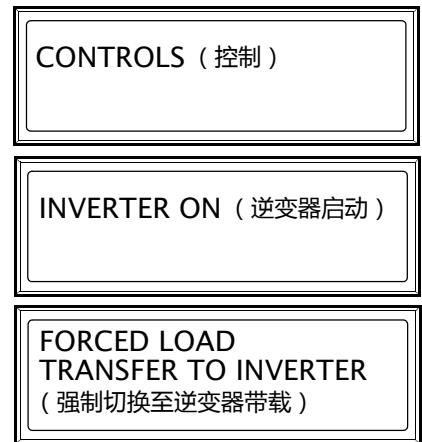 CONTROLS （控制）
INVERTER ON （逆变器启动）
FORCED LOAD
TRANSFER TO INVERTER
（强制切换至逆变器带载）